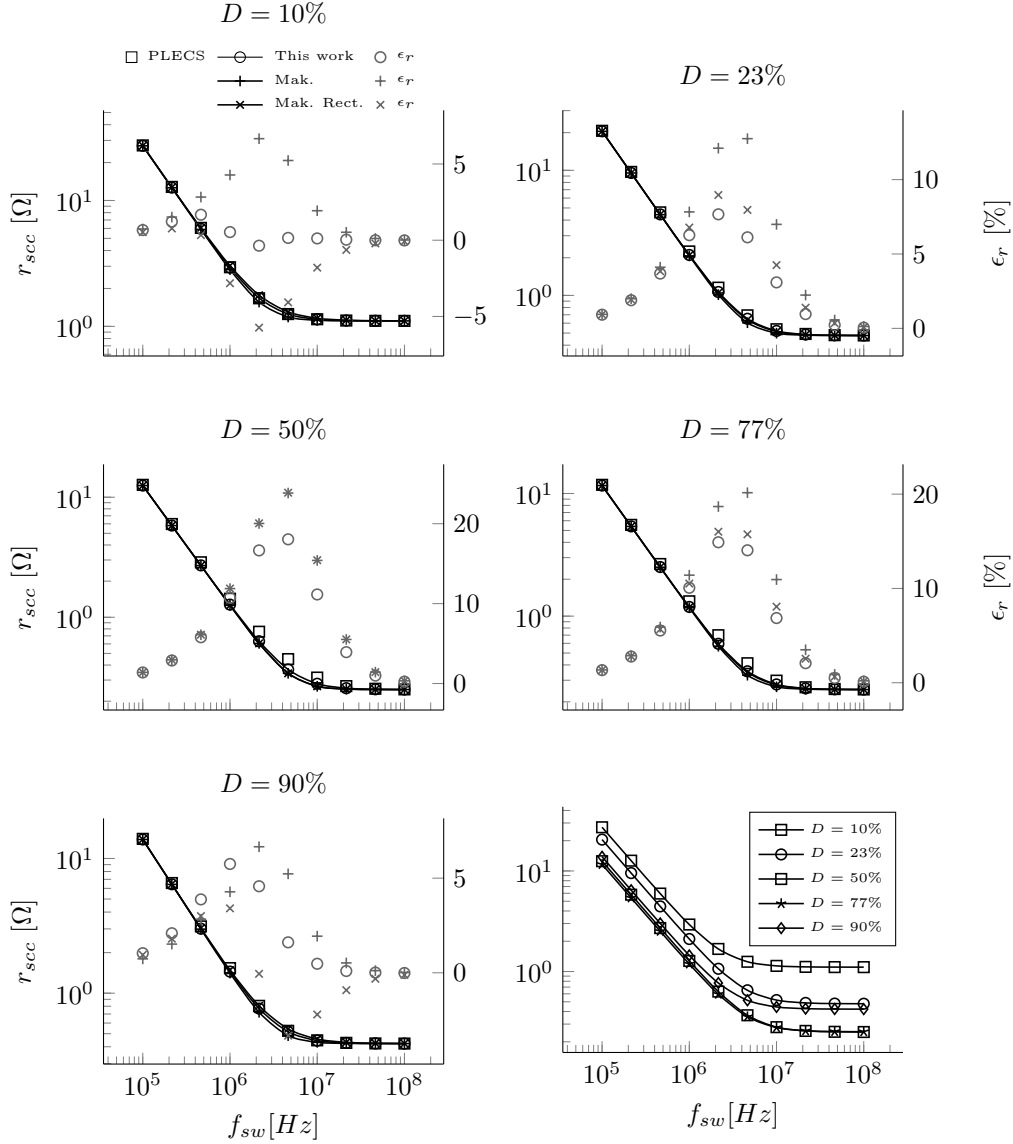 D = 10%
PLECS This work ϵr
Mak. ϵr
Mak. Rect. ϵr
10^1
10^0
r_scc [Ω]
5
0
−5
D = 23%
10^1
10^0
10
5
0
ϵr [%]
D = 50%
10^1
10^0
r_scc [Ω]
20
10
0
D = 77%
10^1
10^0
20
10
0
ϵr [%]
D = 90%
10^1
10^0
r_scc [Ω]
5
0
10^5 10^6 10^7 10^8
f_sw[Hz]
D = 10%
D = 23%
D = 50%
D = 77%
D = 90%
10^1
10^0
10^5 10^6 10^7 10^8
f_sw[Hz]